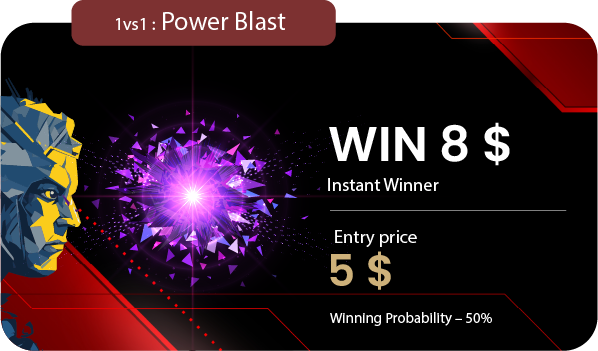 1vs1 : Power Blast
WIN 8 $
Instant Winner
Entry price
5 $
Winning Probability – 50%